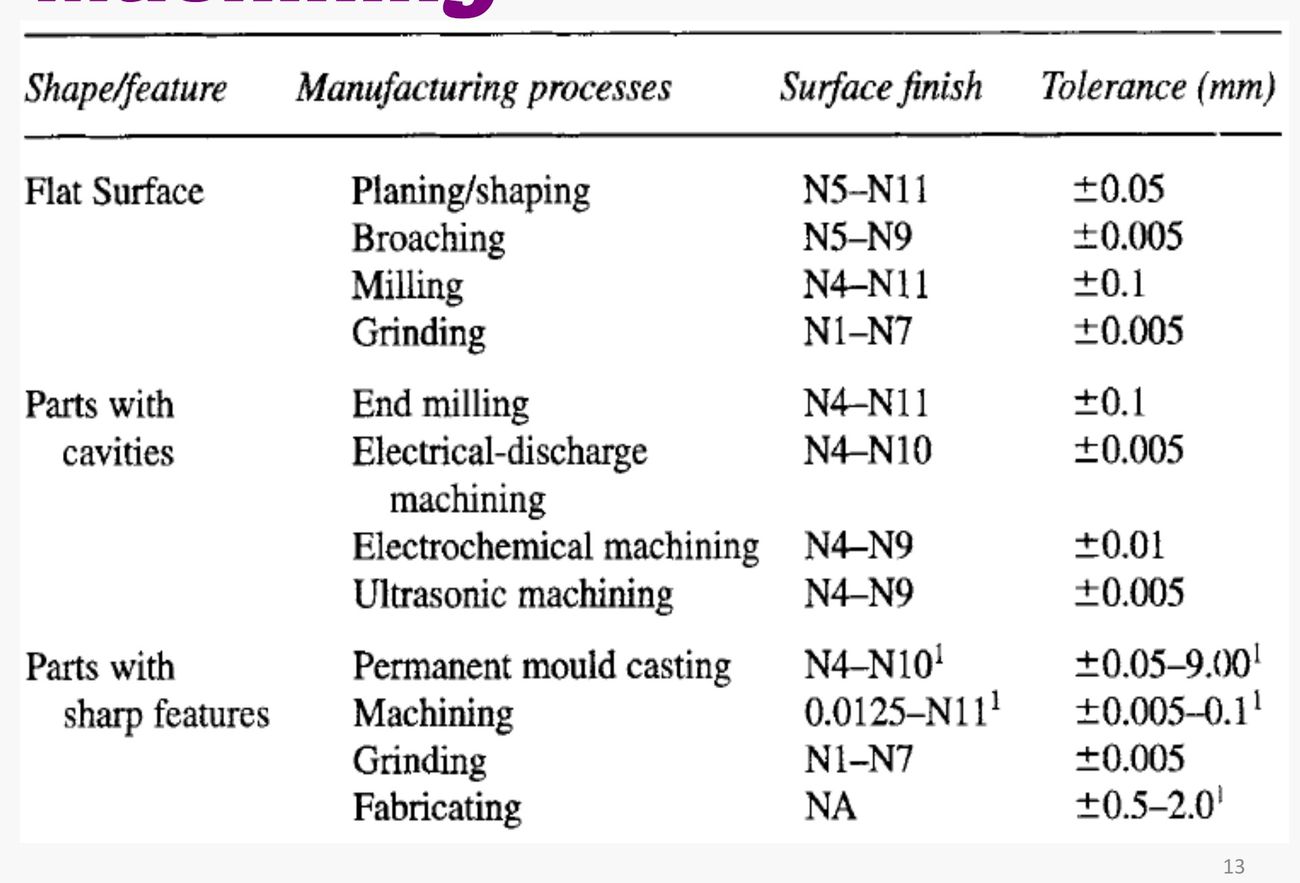 Shape/feature Manufacturing processes Surface finish Tolerance (mm)
Flat Surface Planing/shaping N5–N11 ±0.05
Broaching N5–N9 ±0.005
Milling N4–N11 ±0.1
Grinding N1–N7 ±0.005
Parts with End milling N4–N11 ±0.1
cavities Electrical-discharge N4–N10 ±0.005
machining
Electrochemical machining N4–N9 ±0.01
Ultrasonic machining N4–N9 ±0.005
Parts with Permanent mould casting N4–N10¹ ±0.05–9.00¹
sharp features Machining 0.0125–N11¹ ±0.005–0.1¹
Grinding N1–N7 ±0.005
Fabricating NA ±0.5–2.0¹
13